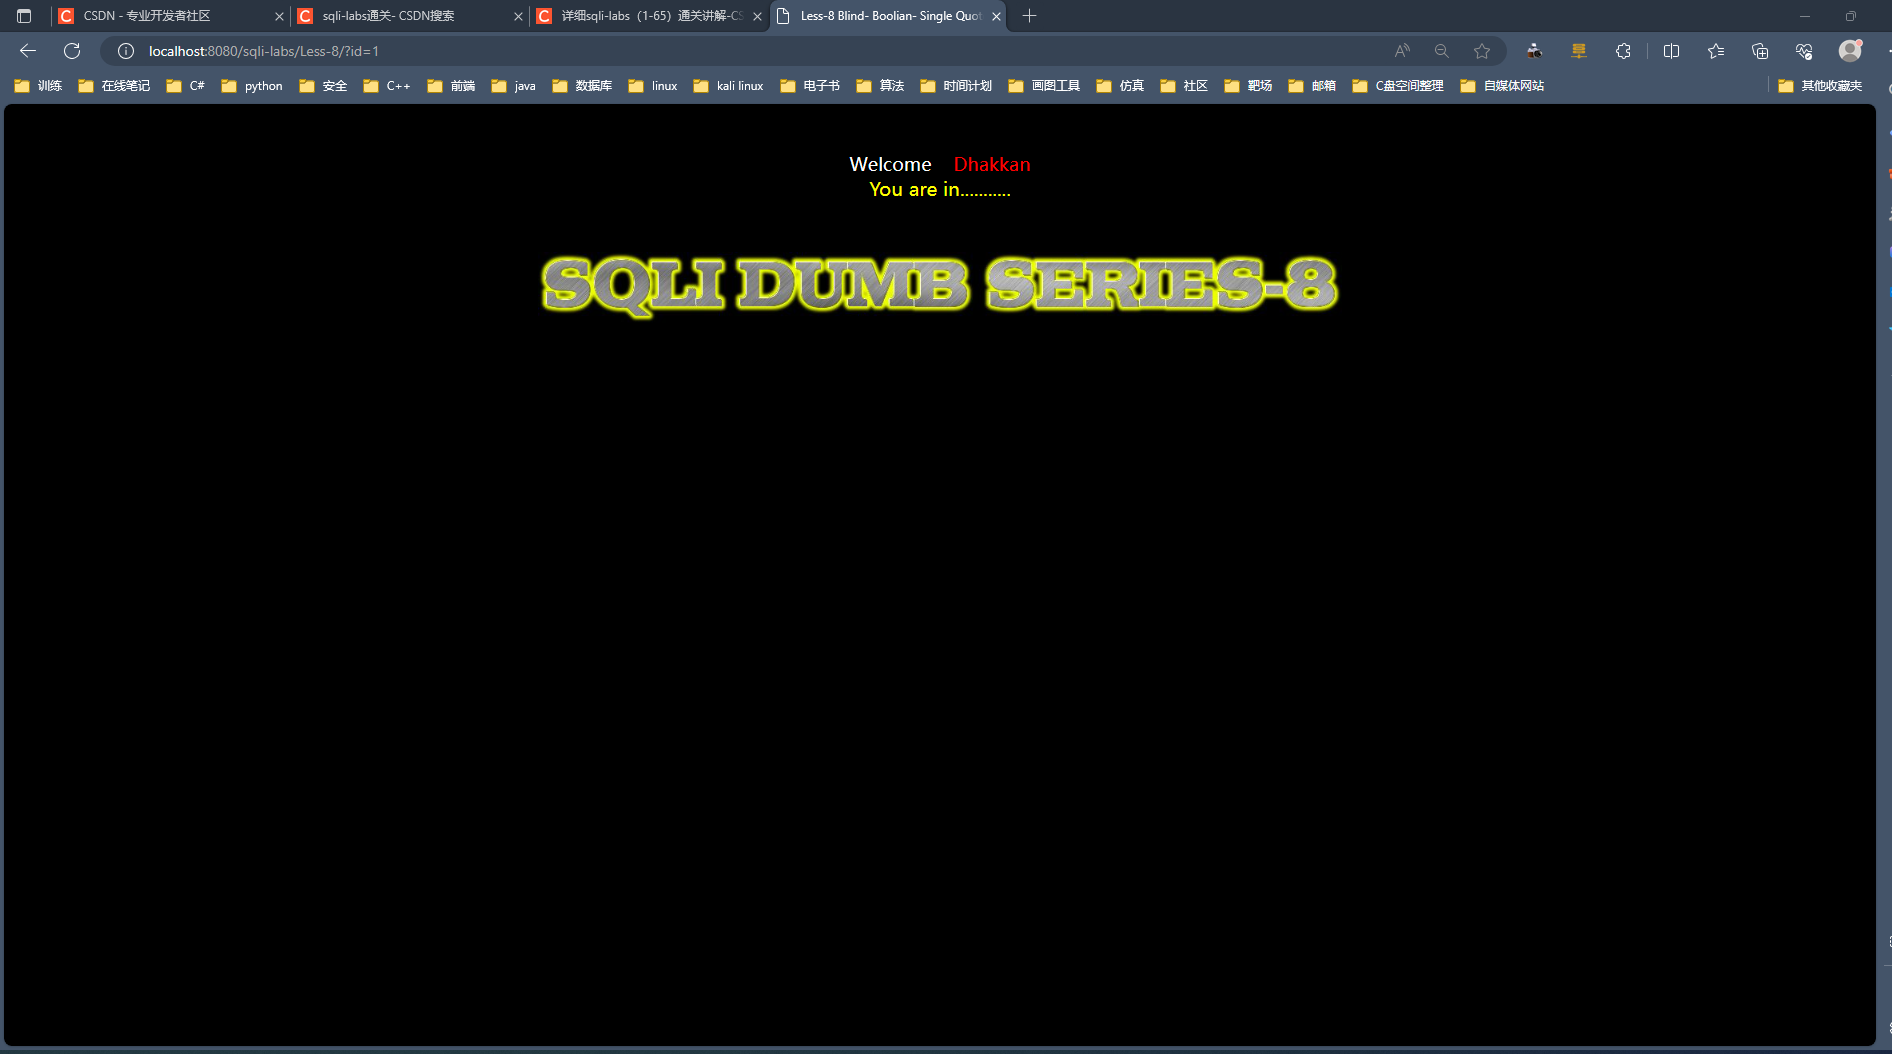 CSDN - 专业开发者社区
sqli-labs通关- CSDN搜索
详细sqli-labs（1-65）通关讲解-CS
Less-8 Blind- Boolian- Single Quot
localhost:8080/sqli-labs/Less-8/?id=1
训练 在线笔记 C# python 安全 C++ 前端 java 数据库 linux kali linux 电子书 算法 时间计划 画图工具 仿真 社区 靶场 邮箱 C盘空间整理 自媒体网站 其他收藏夹
Welcome Dhakkan
You are in...........
SQLI DUMB SERIES-8